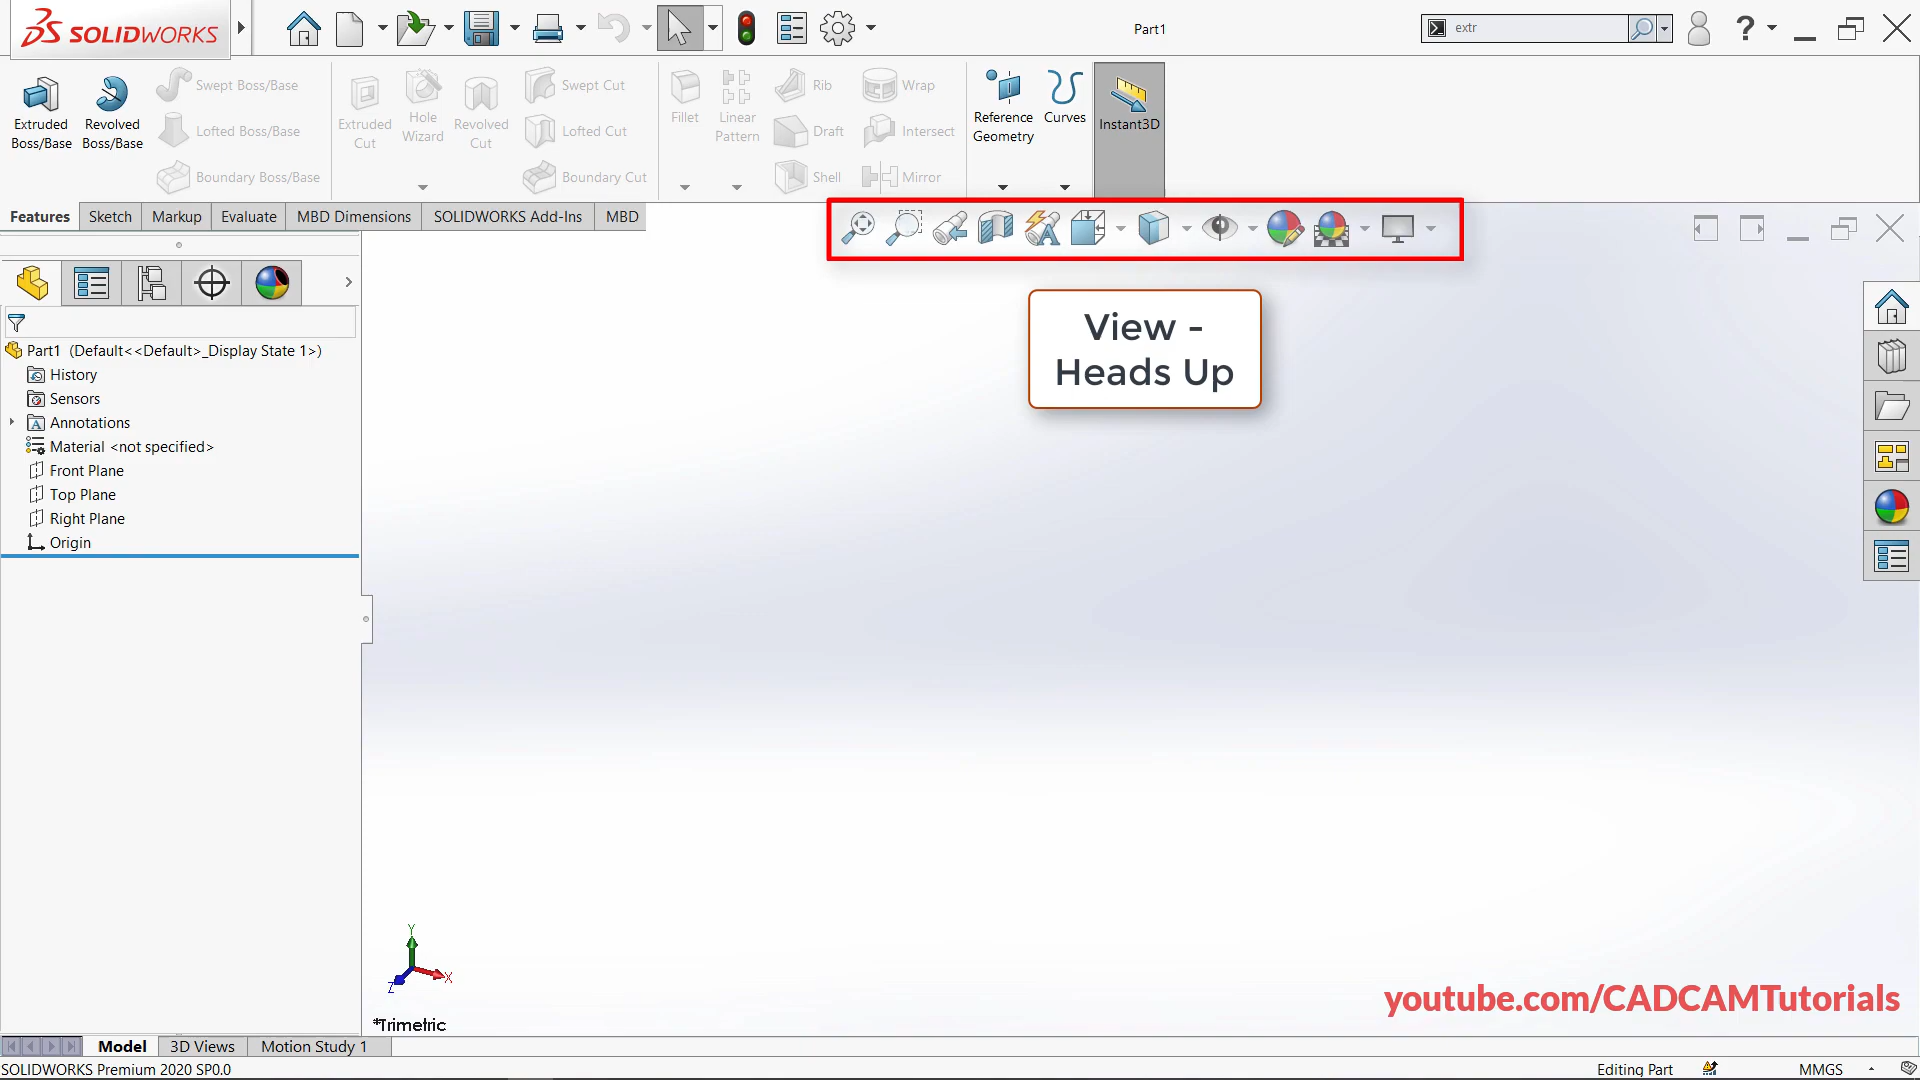 SOLIDWORKS
Part1
extr
?
Extruded Boss/Base
Revolved Boss/Base
Swept Boss/Base
Lofted Boss/Base
Boundary Boss/Base
Extruded Cut
Hole Wizard
Revolved Cut
Swept Cut
Lofted Cut
Boundary Cut
Fillet
Linear Pattern
Rib
Draft
Shell
Wrap
Intersect
Mirror
Reference Geometry
Curves
Instant3D
Features
Sketch
Markup
Evaluate
MBD Dimensions
SOLIDWORKS Add-Ins
MBD
View -
Heads Up
Part1 (Default<<Default>_Display State 1>)
History
Sensors
Annotations
Material <not specified>
Front Plane
Top Plane
Right Plane
Origin
Y
X
Z
*Trimetric
youtube.com/CADCAMTutorials
Model
3D Views
Motion Study 1
SOLIDWORKS Premium 2020 SP0.0
Editing Part
MMGS